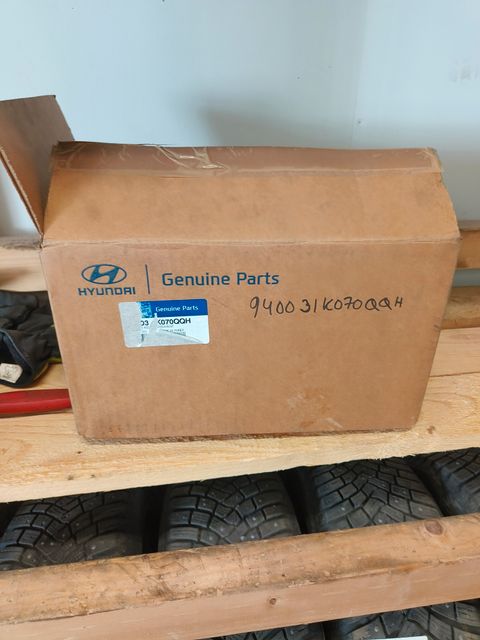 HYUNDAI
Genuine Parts
Genuine Parts
K070QQH
940031K070QQH